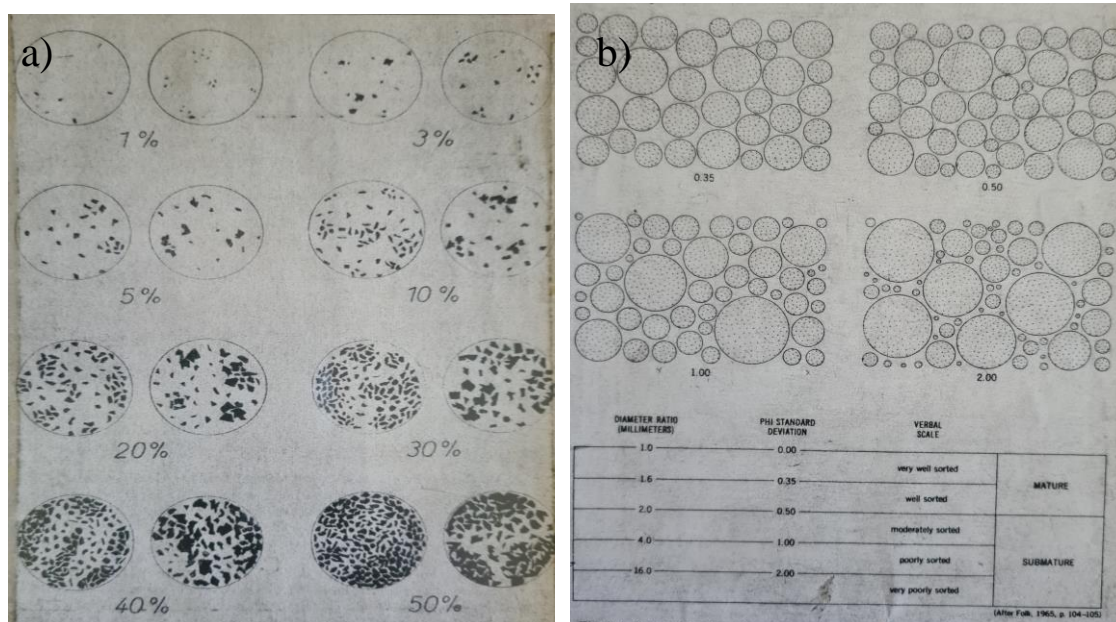 a)
1% 3%
5% 10%
20% 30%
40% 50%
b)
0.35 0.50
1.00 2.00
DIAMETER RATIO (MILLIMETERS) PHI STANDARD DEVIATION VERBAL SCALE
1.0 0.00
very well sorted
1.6 0.35 MATURE
well sorted
2.0 0.50
moderately sorted
4.0 1.00
poorly sorted SUBMATURE
16.0 2.00
very poorly sorted
(After Folk, 1965, p. 104-105)